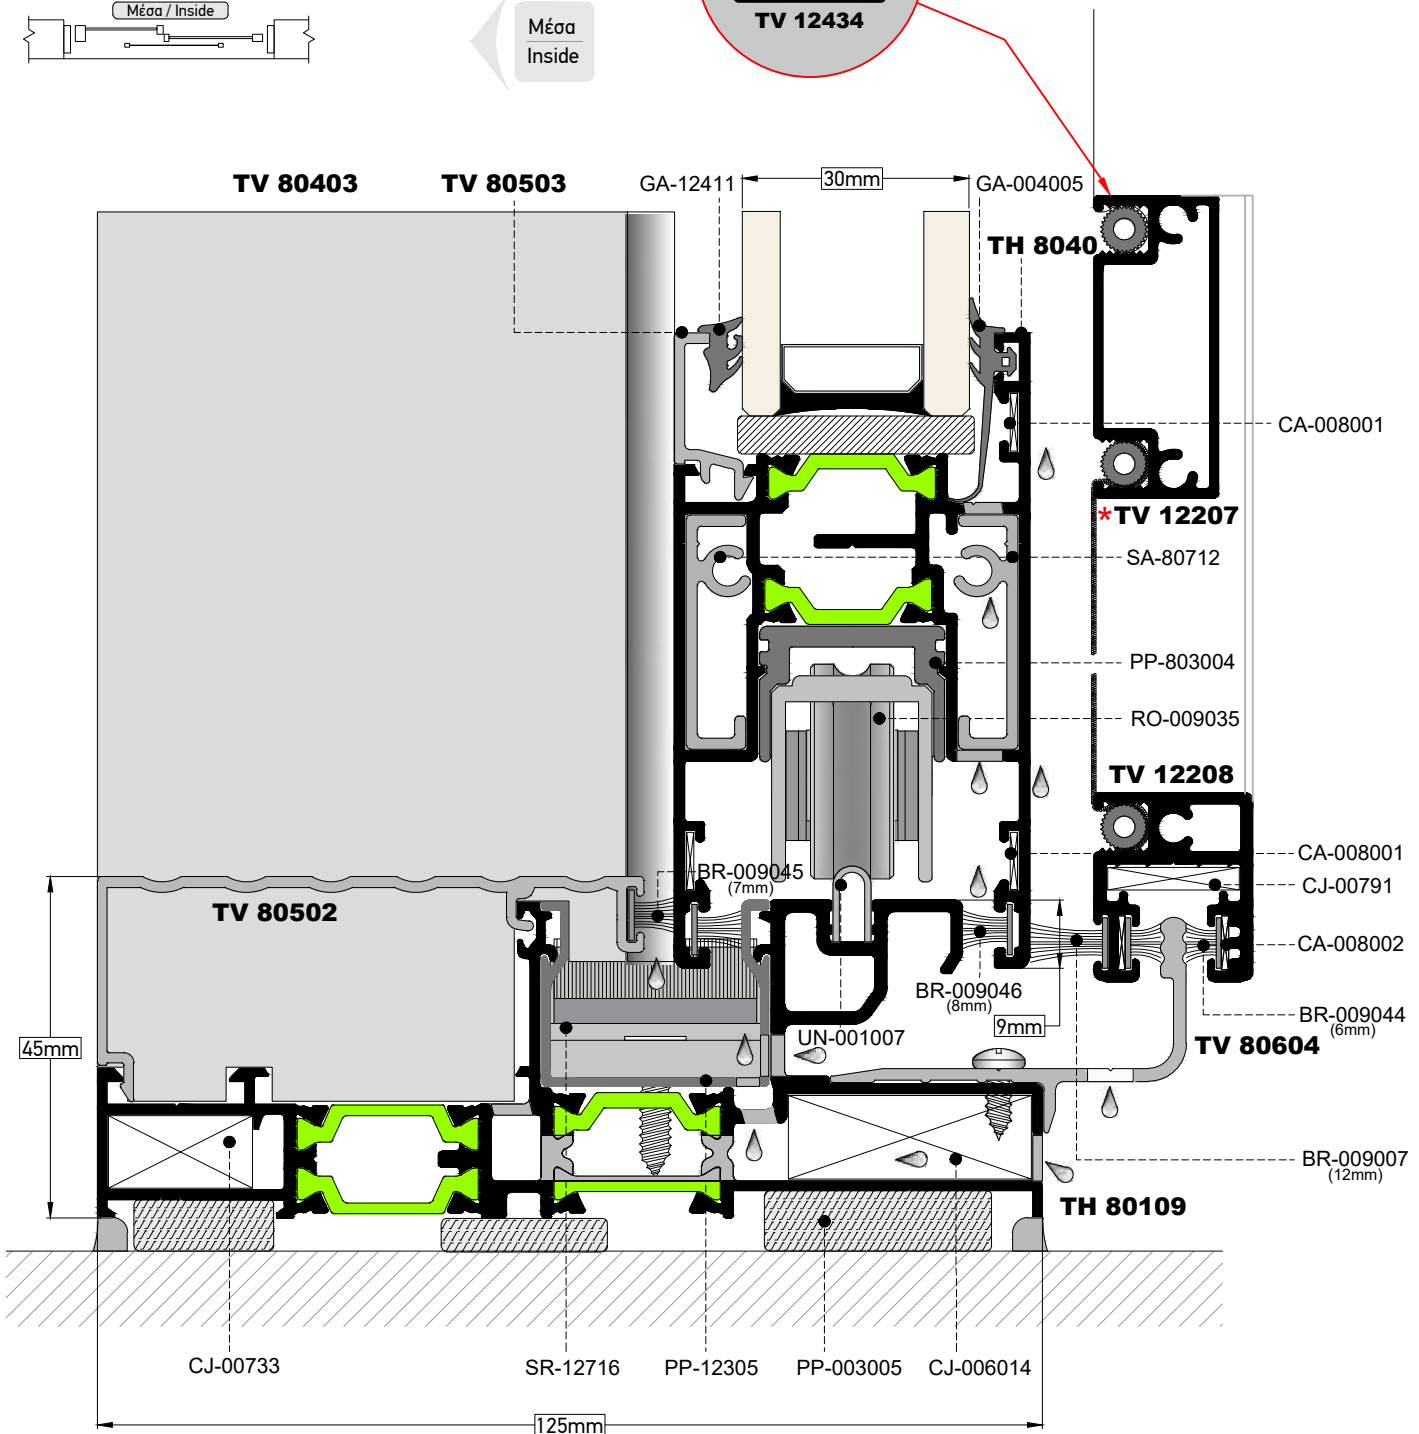 Μέσα / Inside
Μέσα
Inside
TV 12434
TV 80403
TV 80503
GA-12411
30mm
GA-004005
TH 8040
CA-008001
*TV 12207
SA-80712
PP-803004
RO-009035
TV 12208
CA-008001
BR-009045
(7mm)
CJ-00791
TV 80502
CA-008002
BR-009046
(8mm)
BR-009044
(6mm)
9mm
UN-001007
TV 80604
45mm
BR-009007
(12mm)
TH 80109
CJ-00733
SR-12716
PP-12305
PP-003005
CJ-006014
125mm